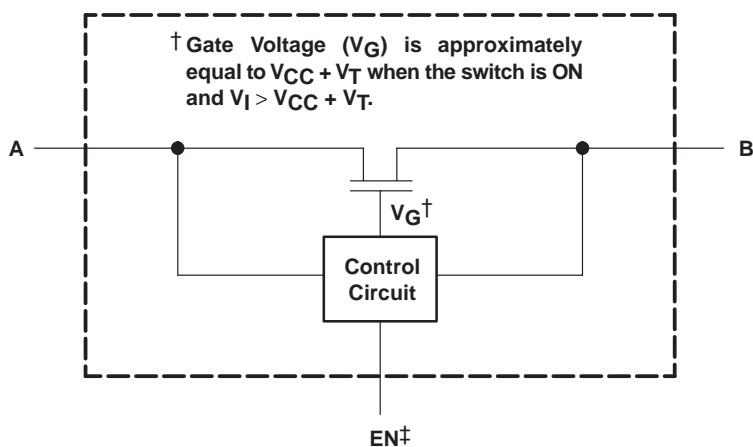 † Gate Voltage (VG) is approximately
equal to VCC + VT when the switch is ON
and VI > VCC + VT.
A
B
VG†
Control
Circuit
EN‡